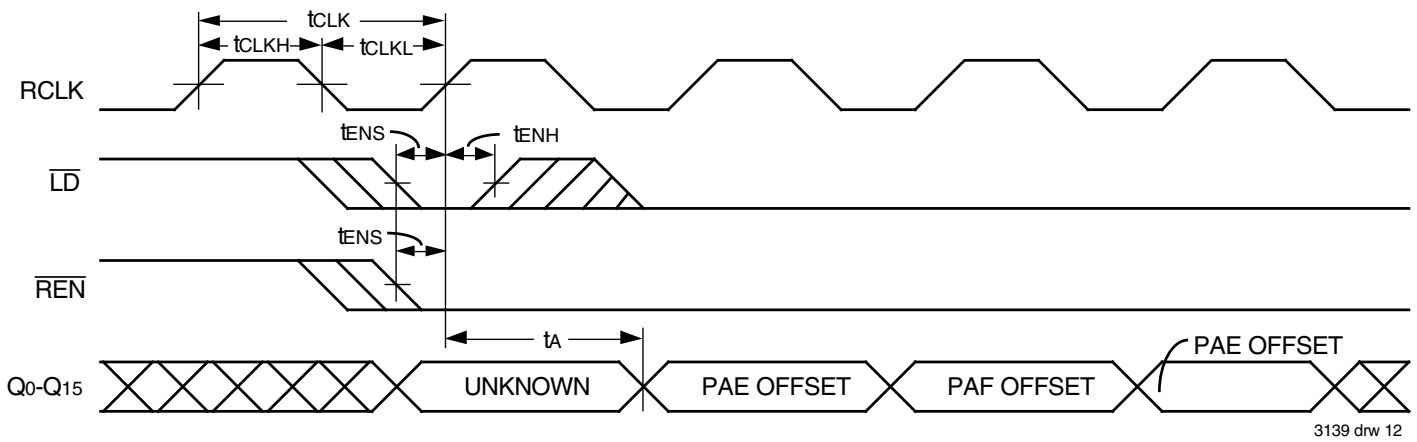 tCLK
tCLKH tCLKL
RCLK
tENS tENH
LD
tENS
REN
tA
PAE OFFSET
Q0-Q15 UNKNOWN PAE OFFSET PAF OFFSET
3139 drw 12